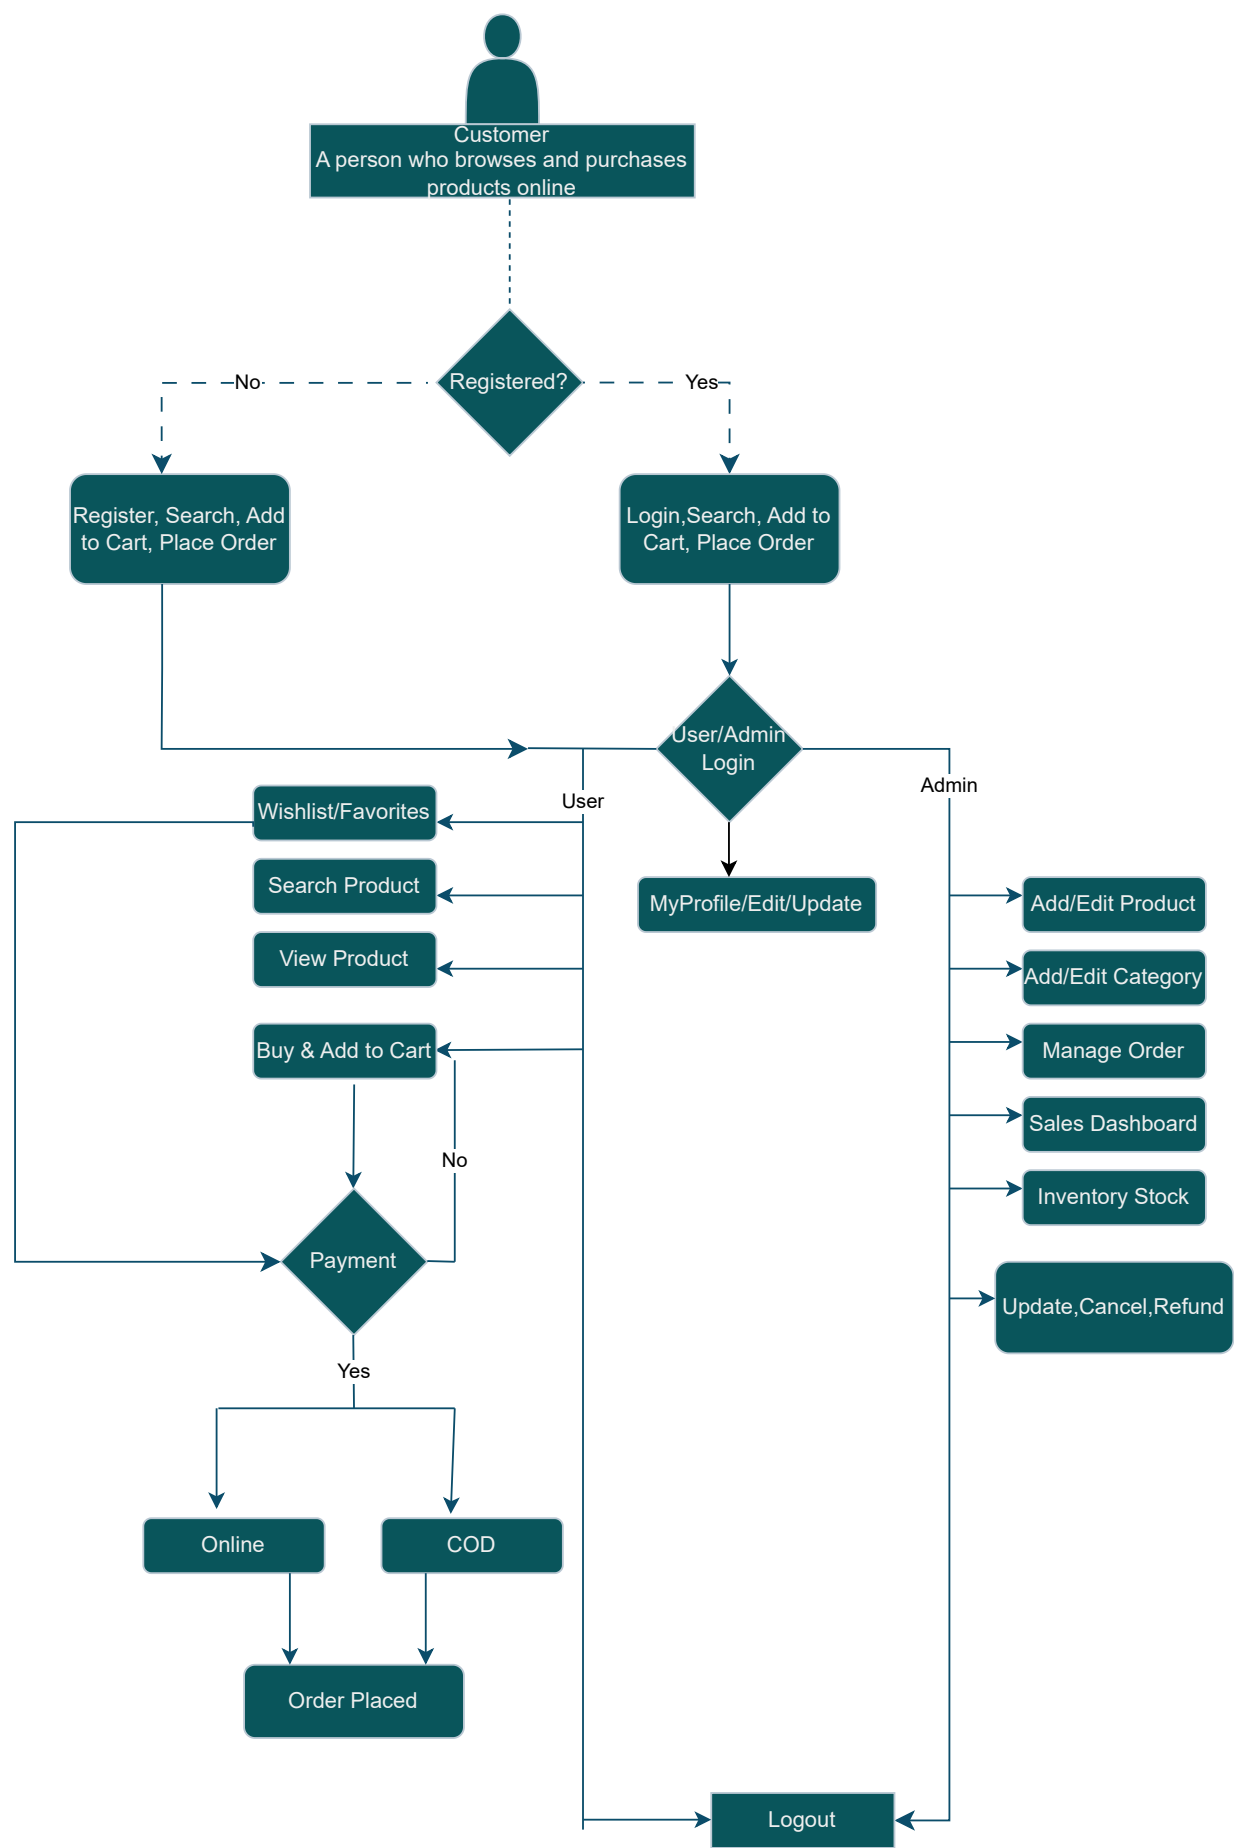 Customer
A person who browses and purchases
products online
Registered?
No
Yes
Register, Search, Add
to Cart, Place Order
Login,Search, Add to
Cart, Place Order
User/Admin
Login
User
Admin
Wishlist/Favorites
Search Product
View Product
Buy & Add to Cart
MyProfile/Edit/Update
Add/Edit Product
Add/Edit Category
Manage Order
Sales Dashboard
Inventory Stock
Update,Cancel,Refund
No
Payment
Yes
Online
COD
Order Placed
Logout